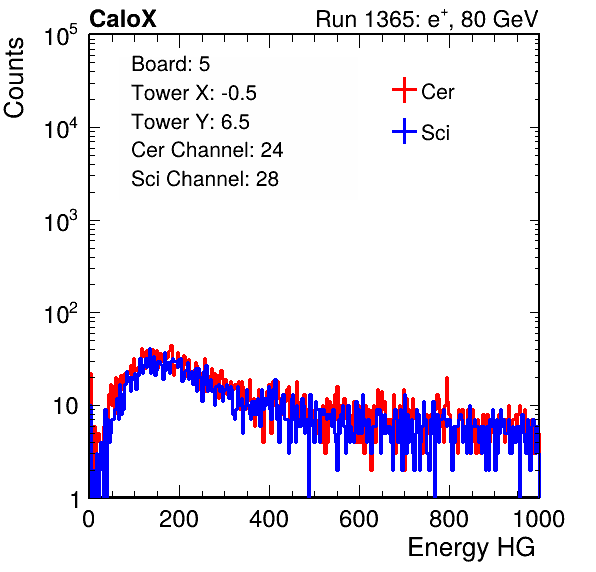 CaloX Run 1365: e⁺, 80 GeV
Board: 5
Tower X: -0.5
Tower Y: 6.5
Cer Channel: 24
Sci Channel: 28
Cer
Sci
Counts
10⁵
10⁴
10³
10²
10
1
0 200 400 600 800 1000
Energy HG